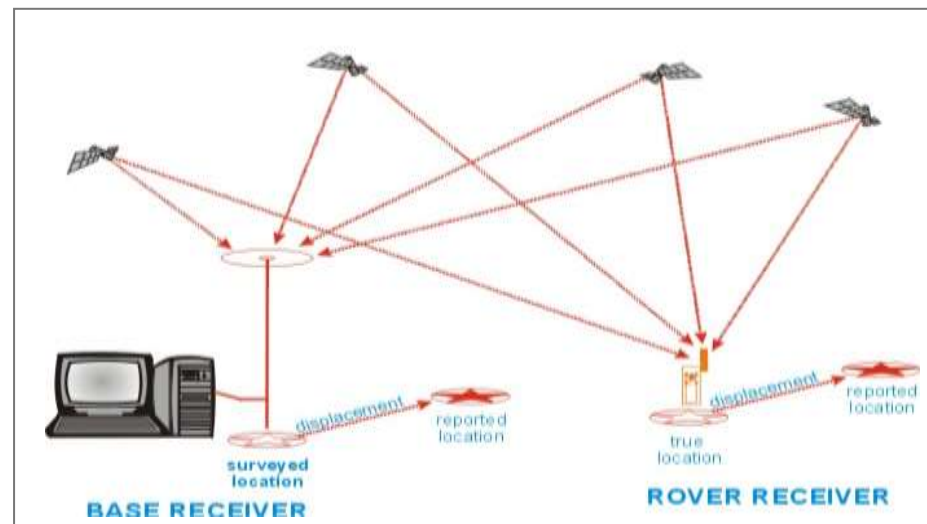 displacement
reported
location
surveyed
location
BASE RECEIVER
displacement
reported
location
true
location
ROVER RECEIVER